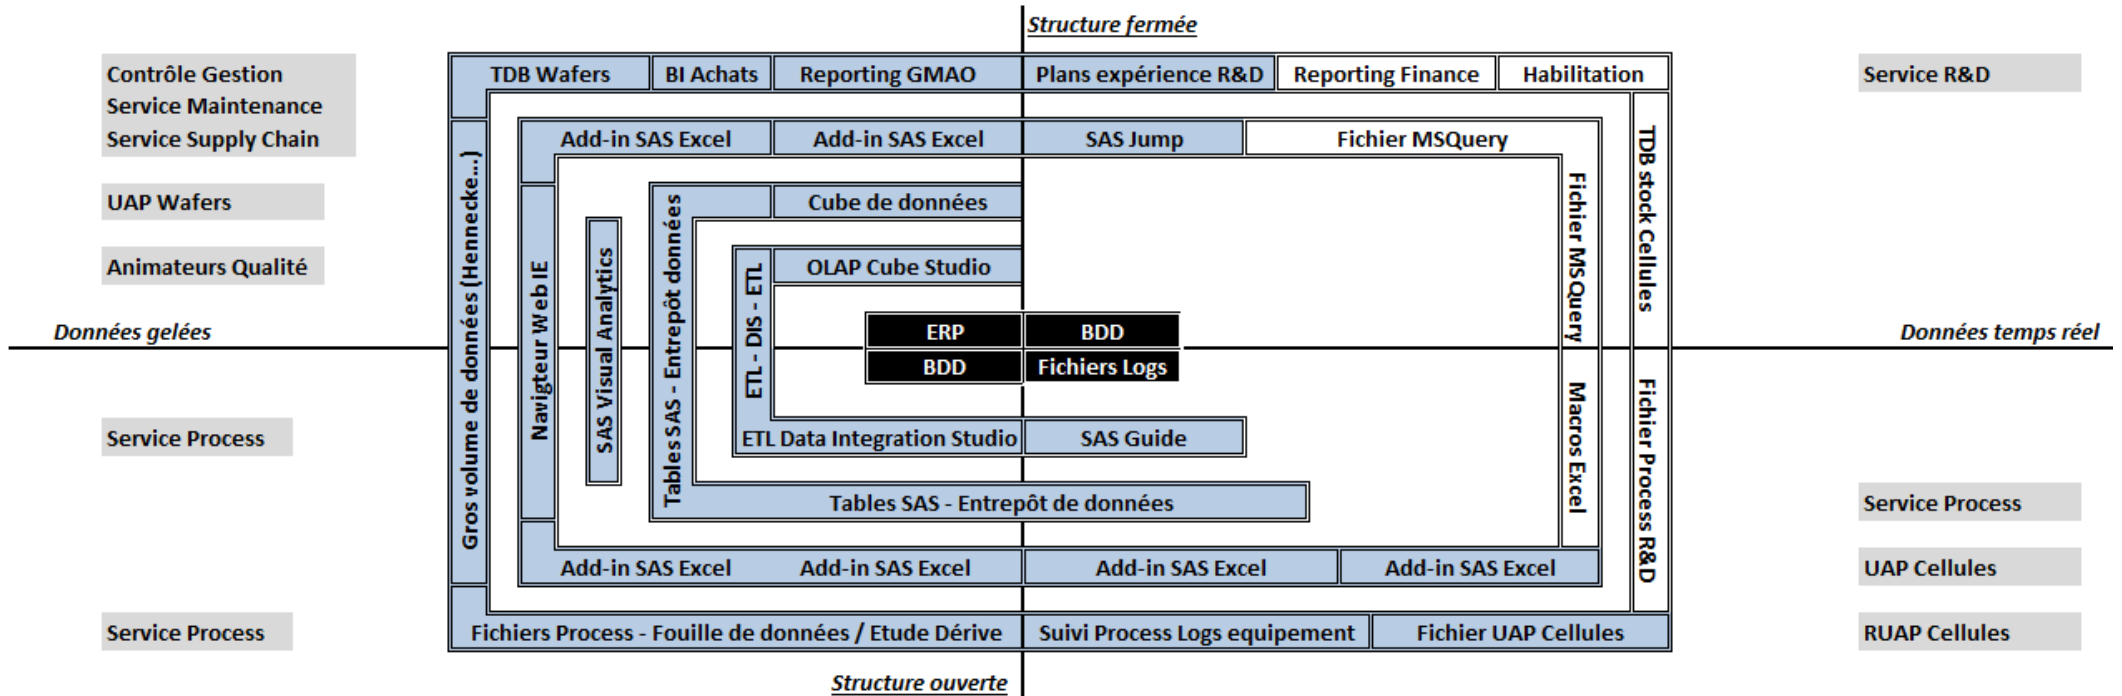 Structure fermée
Contrôle Gestion
Service Maintenance
Service Supply Chain
UAP Wafers
Animateurs Qualité
TDB Wafers
BI Achats
Reporting GMAO
Plans expérience R&D
Reporting Finance
Habilitation
Service R&D
Add-in SAS Excel
Add-in SAS Excel
SAS Jump
Fichier MSQuery
Cube de données
OLAP Cube Studio
Gros volume de données (Hennecke...)
Navigteur Web IE
SAS Visual Analytics
Tables SAS - Entrepôt données
ETL - DIS - ETL
ERP
BDD
BDD
Fichiers Logs
Fichier MSQuery
TDB stock Cellules
Données gelées
Données temps réel
Macros Excel
Fichier Process R&D
Service Process
ETL Data Integration Studio
SAS Guide
Tables SAS - Entrepôt de données
Service Process
Add-in SAS Excel
Add-in SAS Excel
Add-in SAS Excel
Add-in SAS Excel
UAP Cellules
Service Process
Fichiers Process - Fouille de données / Etude Dérive
Suivi Process Logs equipement
Fichier UAP Cellules
RUAP Cellules
Structure ouverte